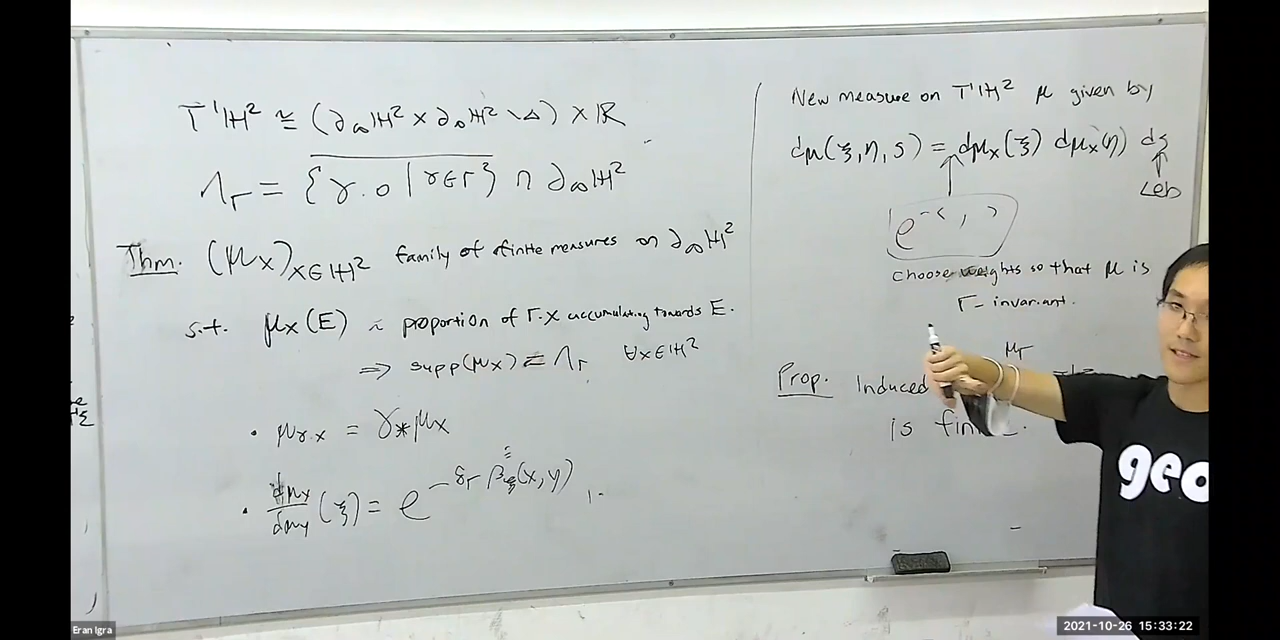 T¹ℍ² ≅ (∂∞ℍ² × ∂∞ℍ² \ Δ) × ℝ
Λ_Γ = \overline{{γ.o | γ∈Γ}} ∩ ∂∞ℍ²
Thm. (μ_x)_{x∈ℍ²} family of finite measures on ∂∞ℍ²
s.t. μ_x(E) ~ proportion of Γ.x accumulating towards E.
⇒ supp(μ_x) = Λ_Γ ∀x∈ℍ²
• μ_{γ.x} = γ_* μ_x
• dμ_x/dμ_y (ξ) = e^{-δ_Γ β_ξ(x,y)}
New measure on T¹ℍ² μ given by
dμ(ξ,η,s) = dμ_x(ξ) dμ_x(η) ds
Leb
e^{-< , >}
choose weights so that μ is
Γ-invariant.
μ_Γ
Prop. Induced
is fin
geo
Eran Igra
2021-10-26 15:33:22